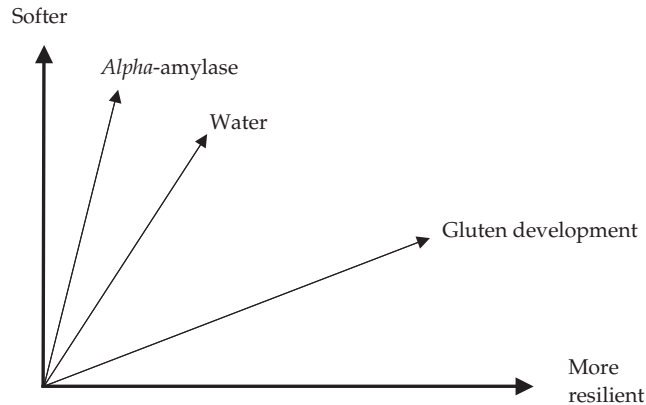 Softer
Alpha-amylase
Water
Gluten development
More
resilient